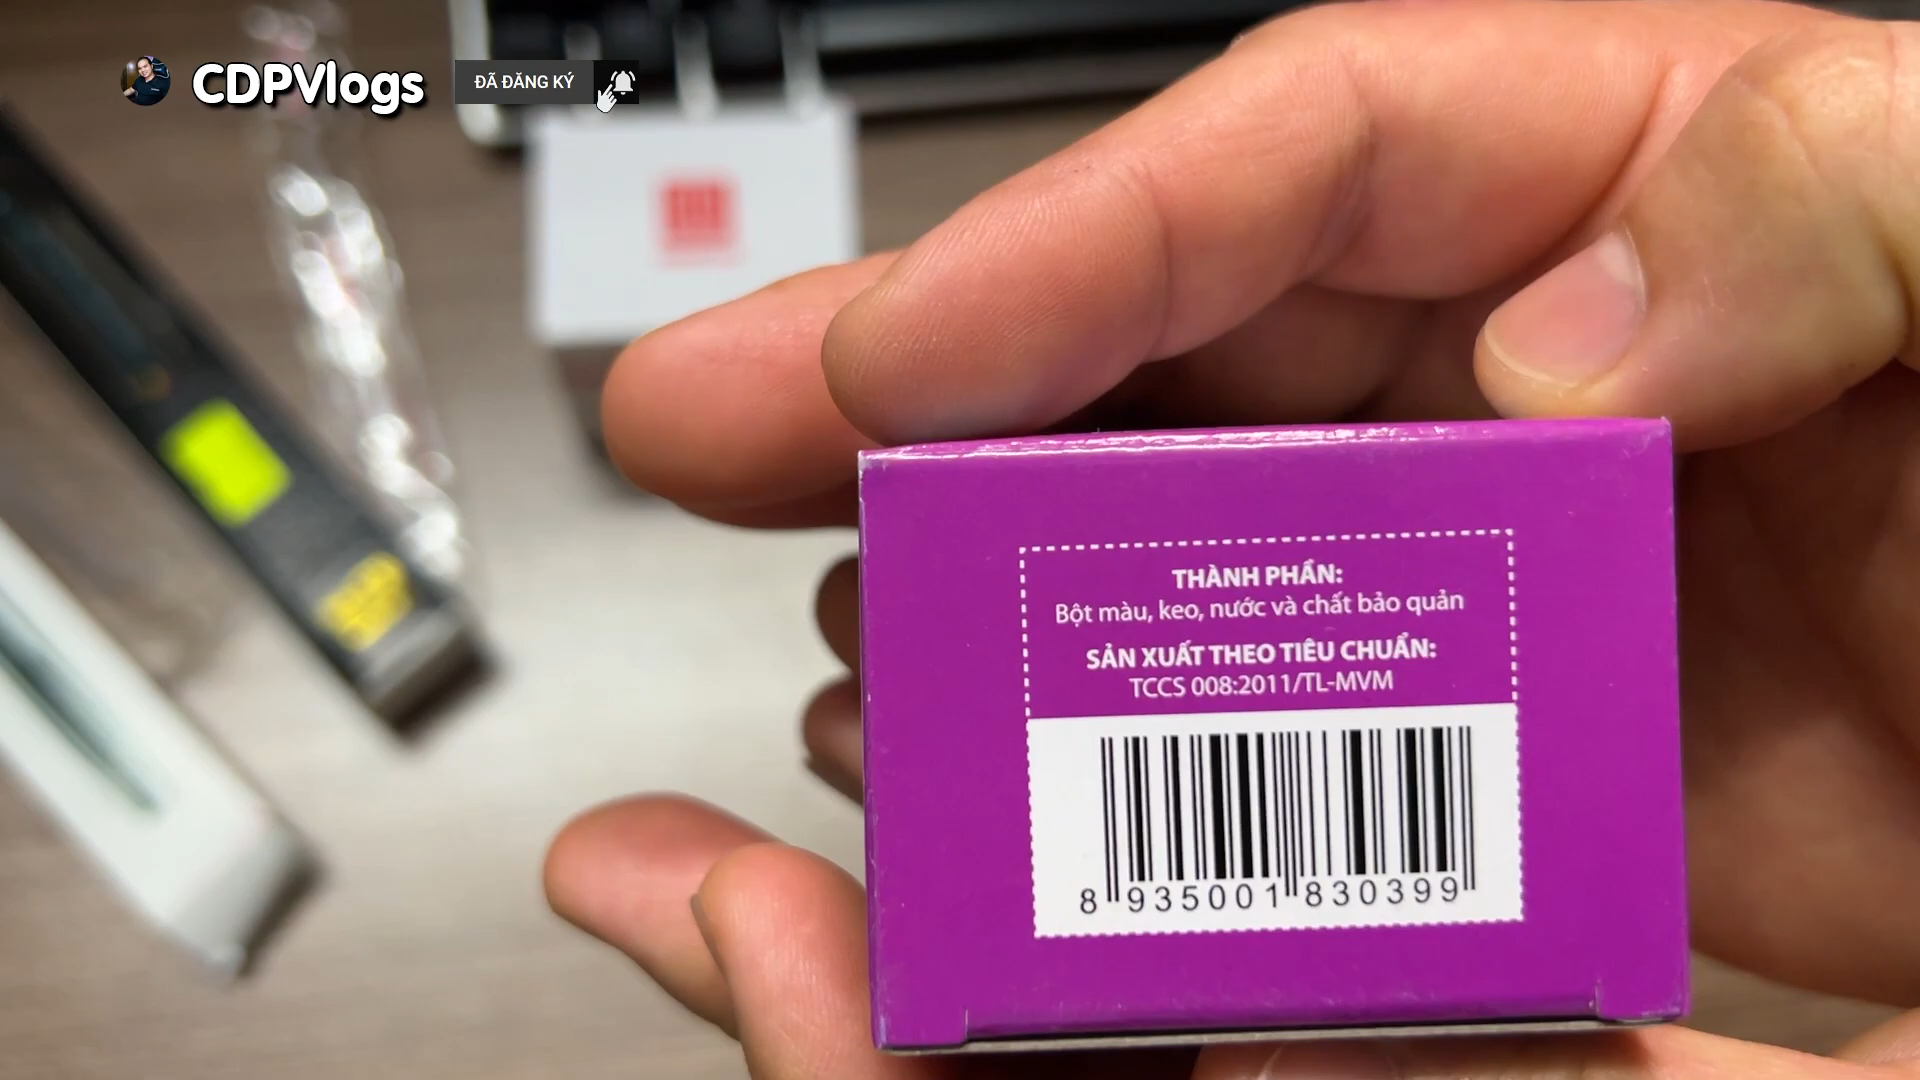 CDPVlogs
ĐÃ ĐĂNG KÝ
THÀNH PHẦN:
Bột màu, keo, nước và chất bảo quản
SẢN XUẤT THEO TIÊU CHUẨN:
TCCS 008:2011/TL-MVM
8 935001 830399